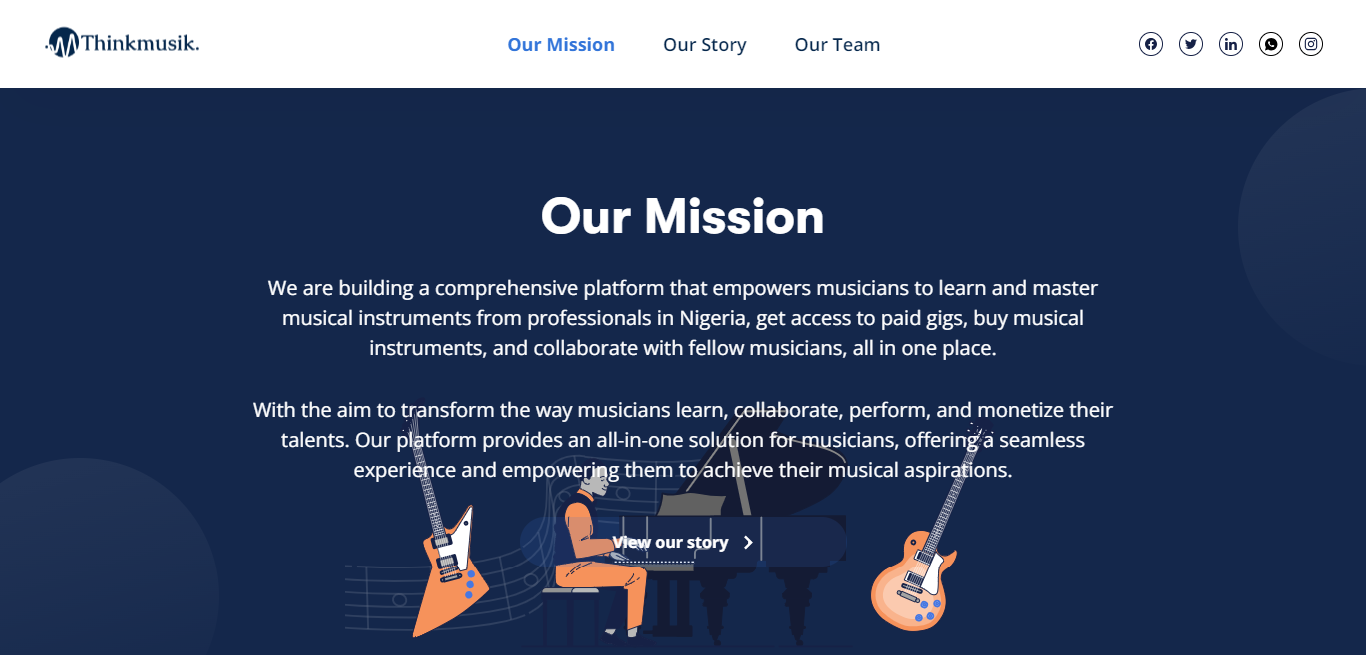 Thinkmusik.
Our Mission
Our Story
Our Team
Our Mission
We are building a comprehensive platform that empowers musicians to learn and master
musical instruments from professionals in Nigeria, get access to paid gigs, buy musical
instruments, and collaborate with fellow musicians, all in one place.
With the aim to transform the way musicians learn, collaborate, perform, and monetize their
talents. Our platform provides an all-in-one solution for musicians, offering a seamless
experience and empowering them to achieve their musical aspirations.
View our story